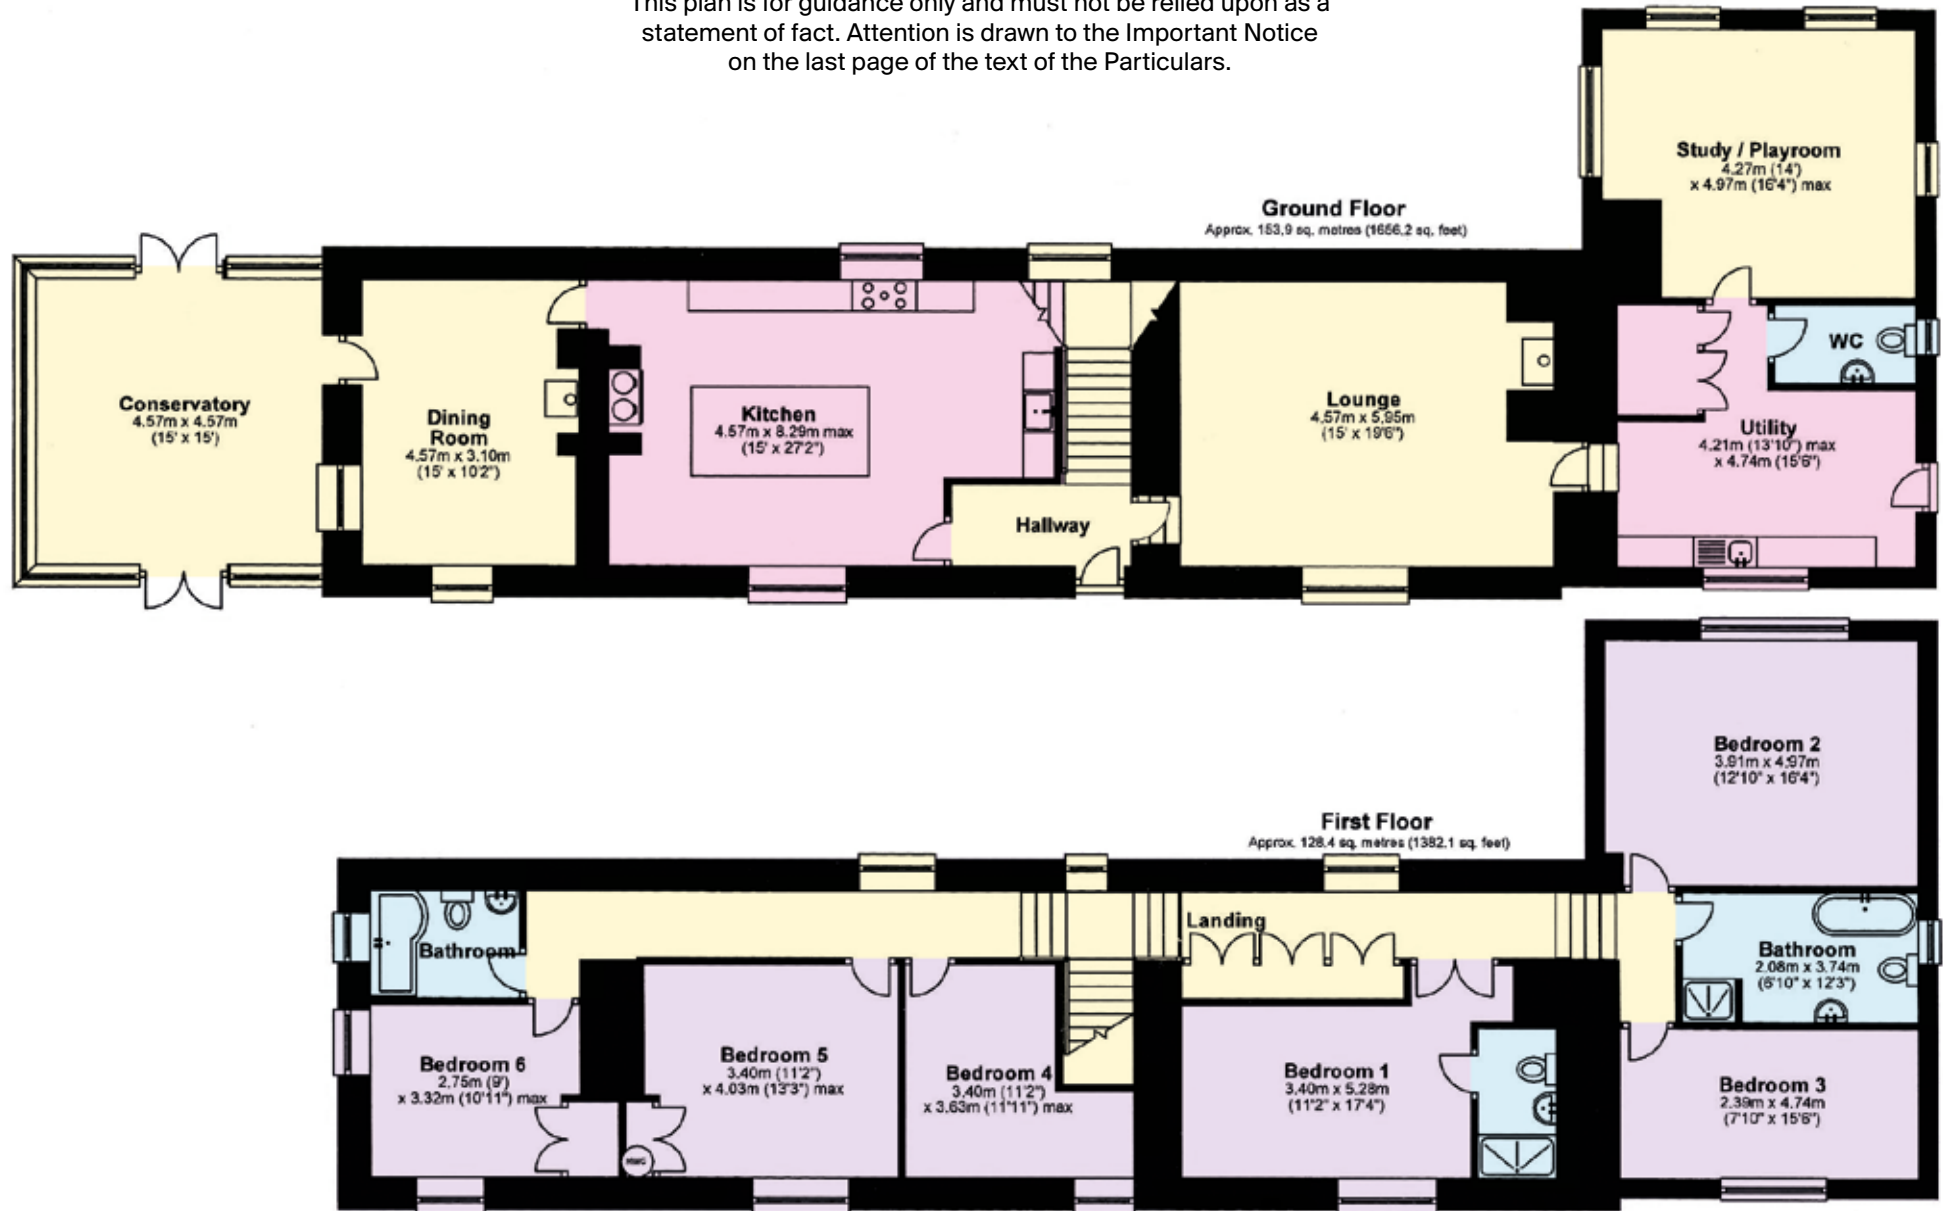 This plan is for guidance only and must not be relied upon as a
statement of fact. Attention is drawn to the Important Notice
on the last page of the text of the Particulars.
Ground Floor
Approx. 153.9 sq. metres (1656.2 sq. feet)
Study / Playroom
4.27m (14')
x 4.97m (16'4") max
Conservatory
4.57m x 4.57m
(15' x 15')
Dining
Room
4.57m x 3.10m
(15' x 10'2")
Kitchen
4.57m x 8.29m max
(15' x 27'2")
Hallway
Lounge
4.57m x 5.95m
(15' x 19'6")
WC
Utility
4.21m (13'10") max
x 4.74m (15'6")
First Floor
Approx. 128.4 sq. metres (1382.1 sq. feet)
Bedroom 2
3.91m x 4.97m
(12'10" x 16'4")
Landing
Bathroom
Bathroom
2.08m x 3.74m
(6'10" x 12'3")
Bedroom 6
2.75m (9')
x 3.32m (10'11") max
Bedroom 5
3.40m (11'2")
x 4.03m (13'3") max
Bedroom 4
3.40m (11'2")
x 3.63m (11'11") max
Bedroom 1
3.40m x 5.28m
(11'2" x 17'4")
Bedroom 3
2.39m x 4.74m
(7'10" x 15'6")